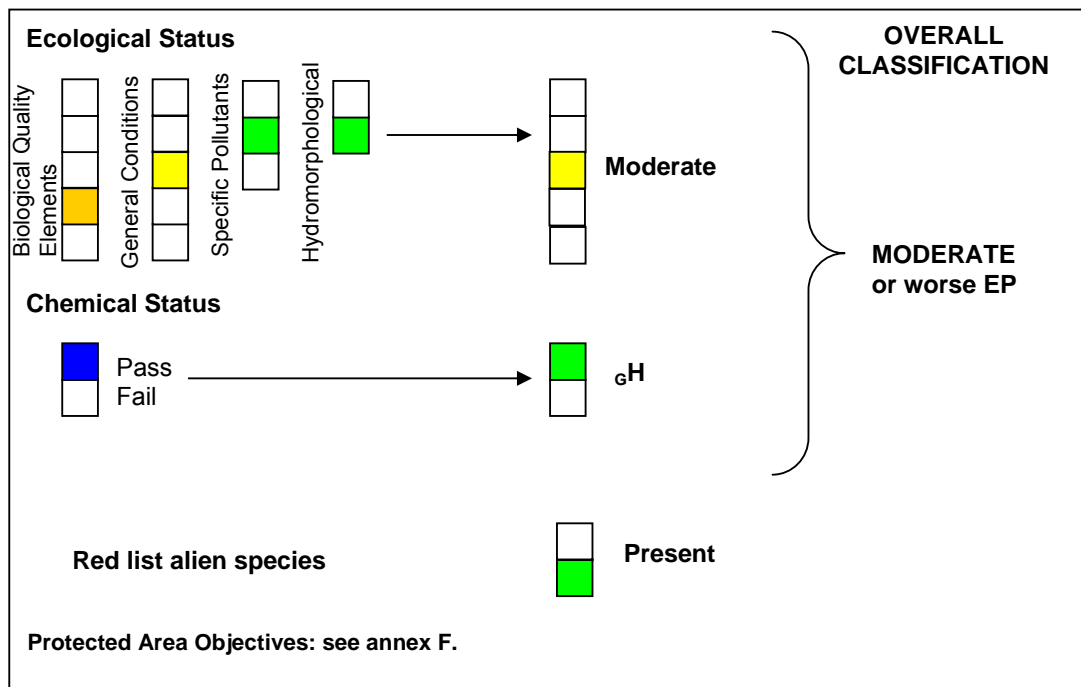 Ecological Status
OVERALL
CLASSIFICATION
Biological Quality
Elements
General Conditions
Specific Pollutants
Hydromorphological
Moderate
MODERATE
or worse EP
Chemical Status
Pass
Fail
GH
Red list alien species
Present
Protected Area Objectives: see annex F.